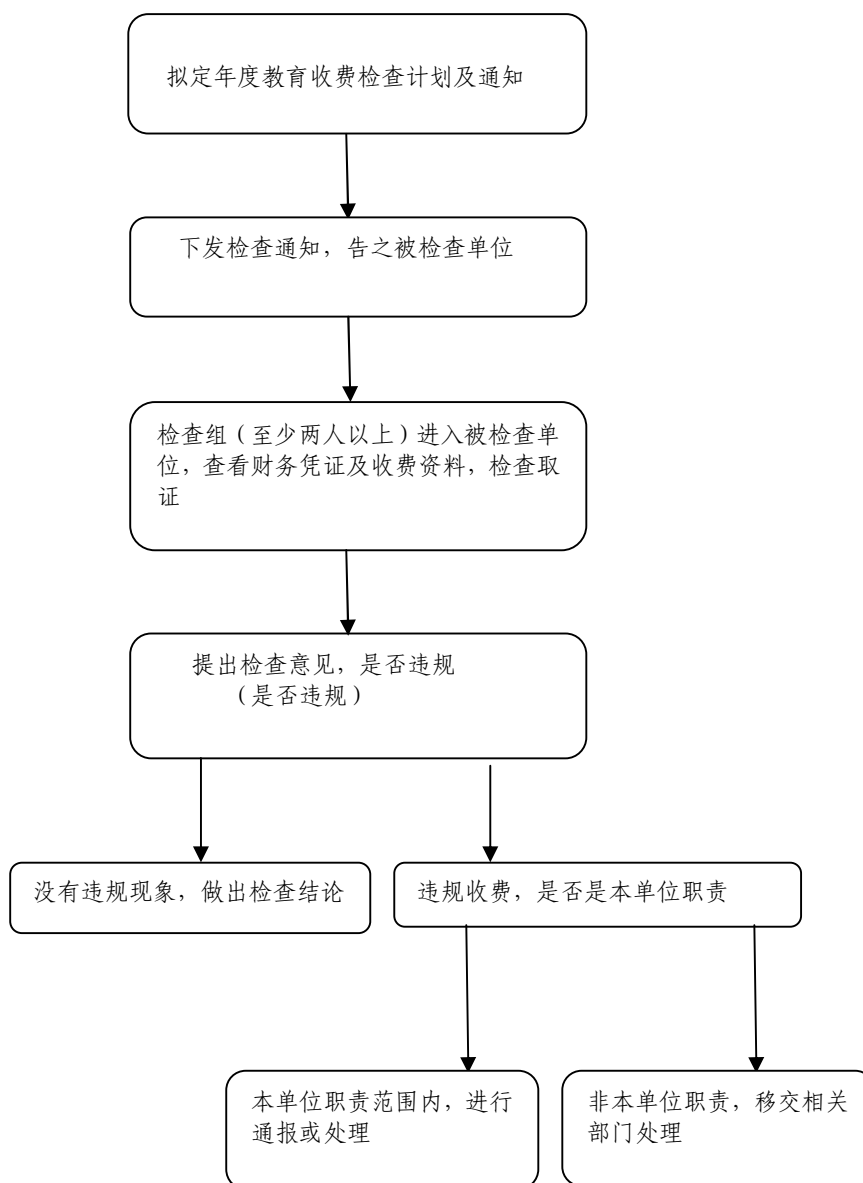 拟定年度教育收费检查计划及通知
下发检查通知，告之被检查单位
检查组（至少两人以上）进入被检查单
位，查看财务凭证及收费资料，检查取
证
提出检查意见，是否违规
（是否违规）
没有违规现象，做出检查结论
违规收费，是否是本单位职责
本单位职责范围内，进行
通报或处理
非本单位职责，移交相关
部门处理